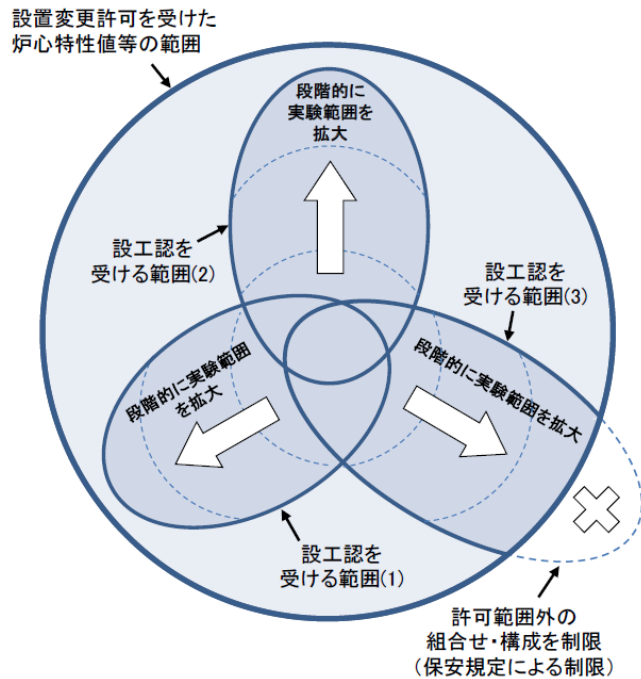 設置変更許可を受けた
炉心特性値等の範囲
段階的に
実験範囲を
拡大
設工認を
受ける範囲(2)
設工認を
受ける範囲(3)
段階的に実験範囲
を拡大
段階的に実験範囲を拡大
設工認を
受ける範囲(1)
許可範囲外の
組合せ・構成を制限
(保安規定による制限)